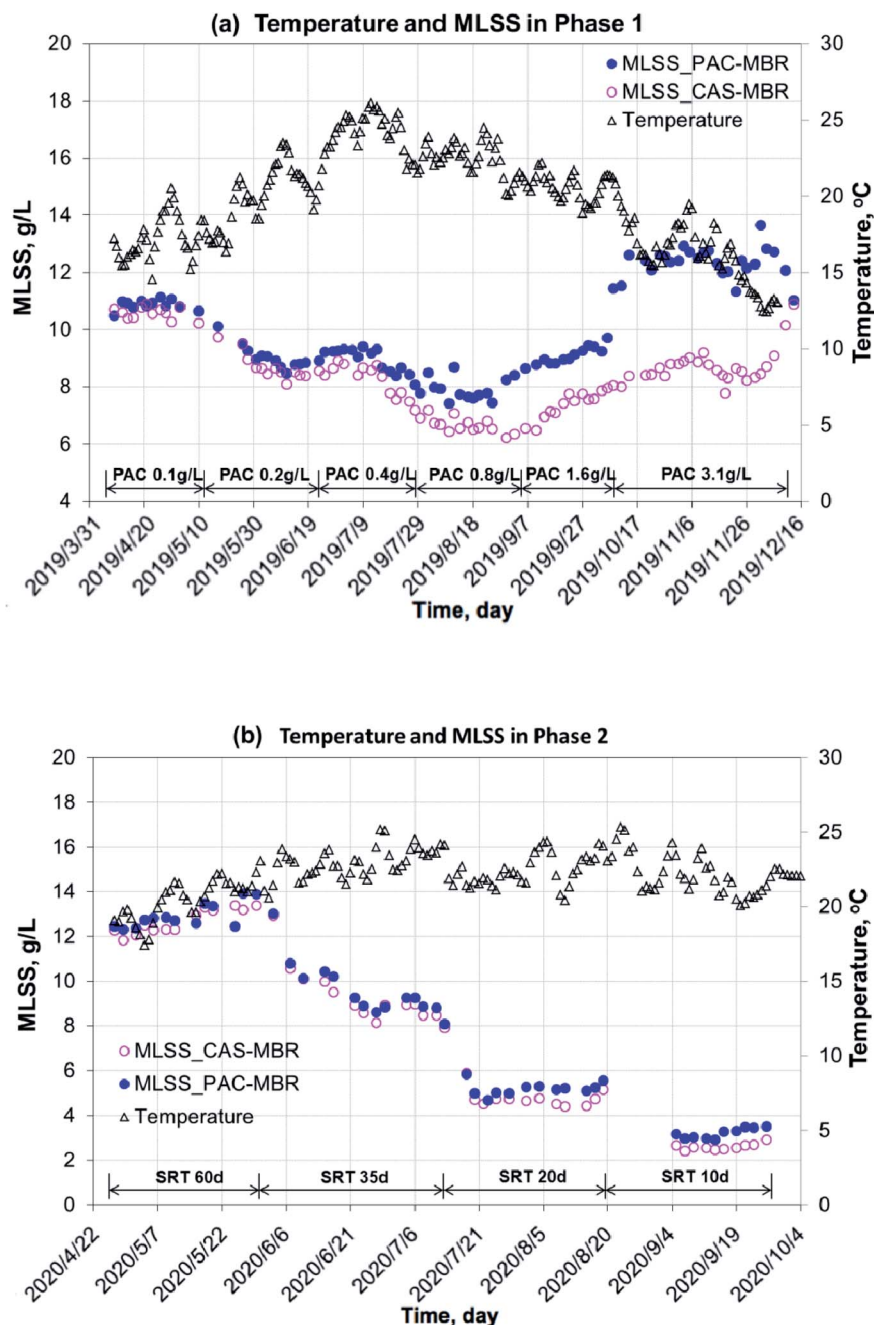 (a) Temperature and MLSS in Phase 1
20 30
MLSS_PAC-MBR
MLSS_CAS-MBR
Temperature
18
25
16
20
14
MLSS, g/L
12
15
Temperature, ºC
10
10
8
5
6
PAC 0.1g/L PAC 0.2g/L PAC 0.4g/L PAC 0.8g/L PAC 1.6g/L PAC 3.1g/L
4 0
2019/3/31 2019/4/20 2019/5/10 2019/5/30 2019/6/19 2019/7/9 2019/7/29 2019/8/18 2019/9/7 2019/9/27 2019/10/17 2019/11/6 2019/11/26 2019/12/16
Time, day
(b) Temperature and MLSS in Phase 2
20 30
18
25
16
14
20
12
MLSS, g/L
10
15
Temperature, ºC
8
MLSS_CAS-MBR
10
MLSS_PAC-MBR
6
Temperature
4
5
2
SRT 60d SRT 35d SRT 20d SRT 10d
0 0
2020/4/22 2020/5/7 2020/5/22 2020/6/6 2020/6/21 2020/7/6 2020/7/21 2020/8/5 2020/8/20 2020/9/4 2020/9/19 2020/10/4
Time, day